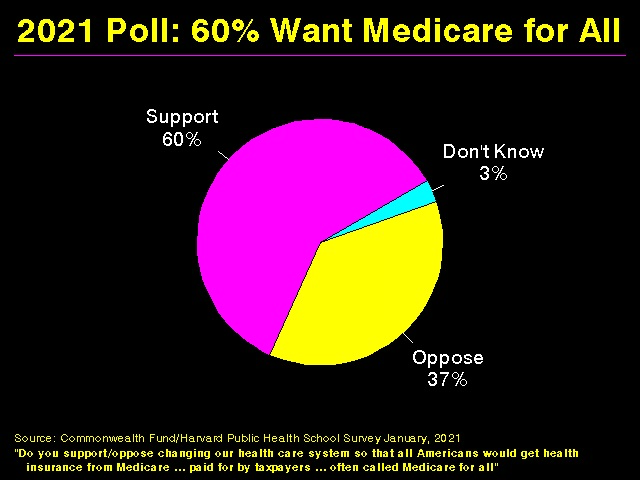 2021 Poll: 60% Want Medicare for All
Support
60%
Don't Know
3%
Oppose
37%
Source: Commonwealth Fund/Harvard Public Health School Survey January, 2021
"Do you support/oppose changing our health care system so that all Americans would get health
insurance from Medicare ... paid for by taxpayers ... often called Medicare for all"